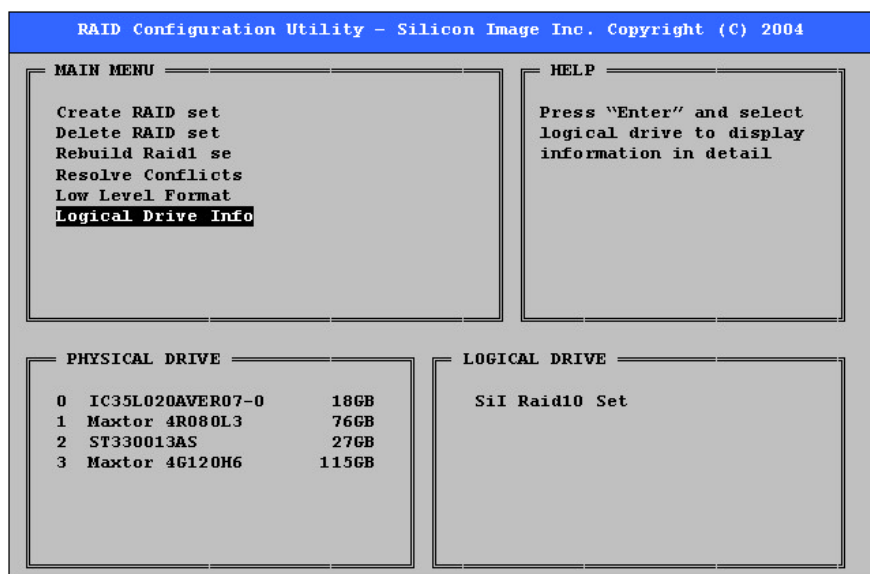 RAID Configuration Utility – Silicon Image Inc. Copyright (C) 2004
MAIN MENU
Create RAID set
Delete RAID set
Rebuild Raid1 se
Resolve Conflicts
Low Level Format
Logical Drive Info
HELP
Press “Enter” and select
logical drive to display
information in detail
PHYSICAL DRIVE
0 IC35L020AVER07-0 18GB
1 Maxtor 4R080L3 76GB
2 ST330013AS 27GB
3 Maxtor 4G120H6 115GB
LOGICAL DRIVE
SiI Raid10 Set